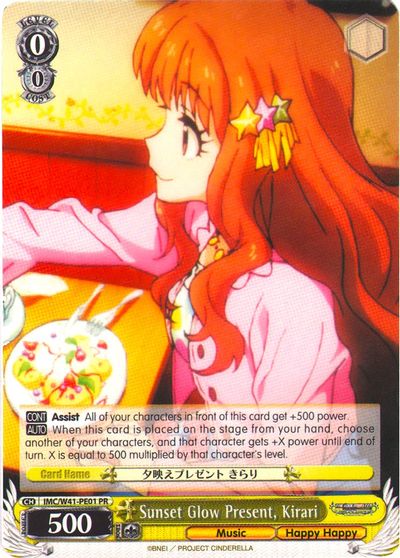 LEVEL
0
0
COST
CONT Assist All of your characters in front of this card get +500 power.
AUTO When this card is placed on the stage from your hand, choose
another of your characters, and that character gets +X power until end of
turn. X is equal to 500 multiplied by that character's level.
Card Name 夕映えプレゼント きらり
CH IMC/W41-PE01 PR
500
Sunset Glow Present, Kirari
Music Happy Happy
©BNEI / PROJECT CINDERELLA